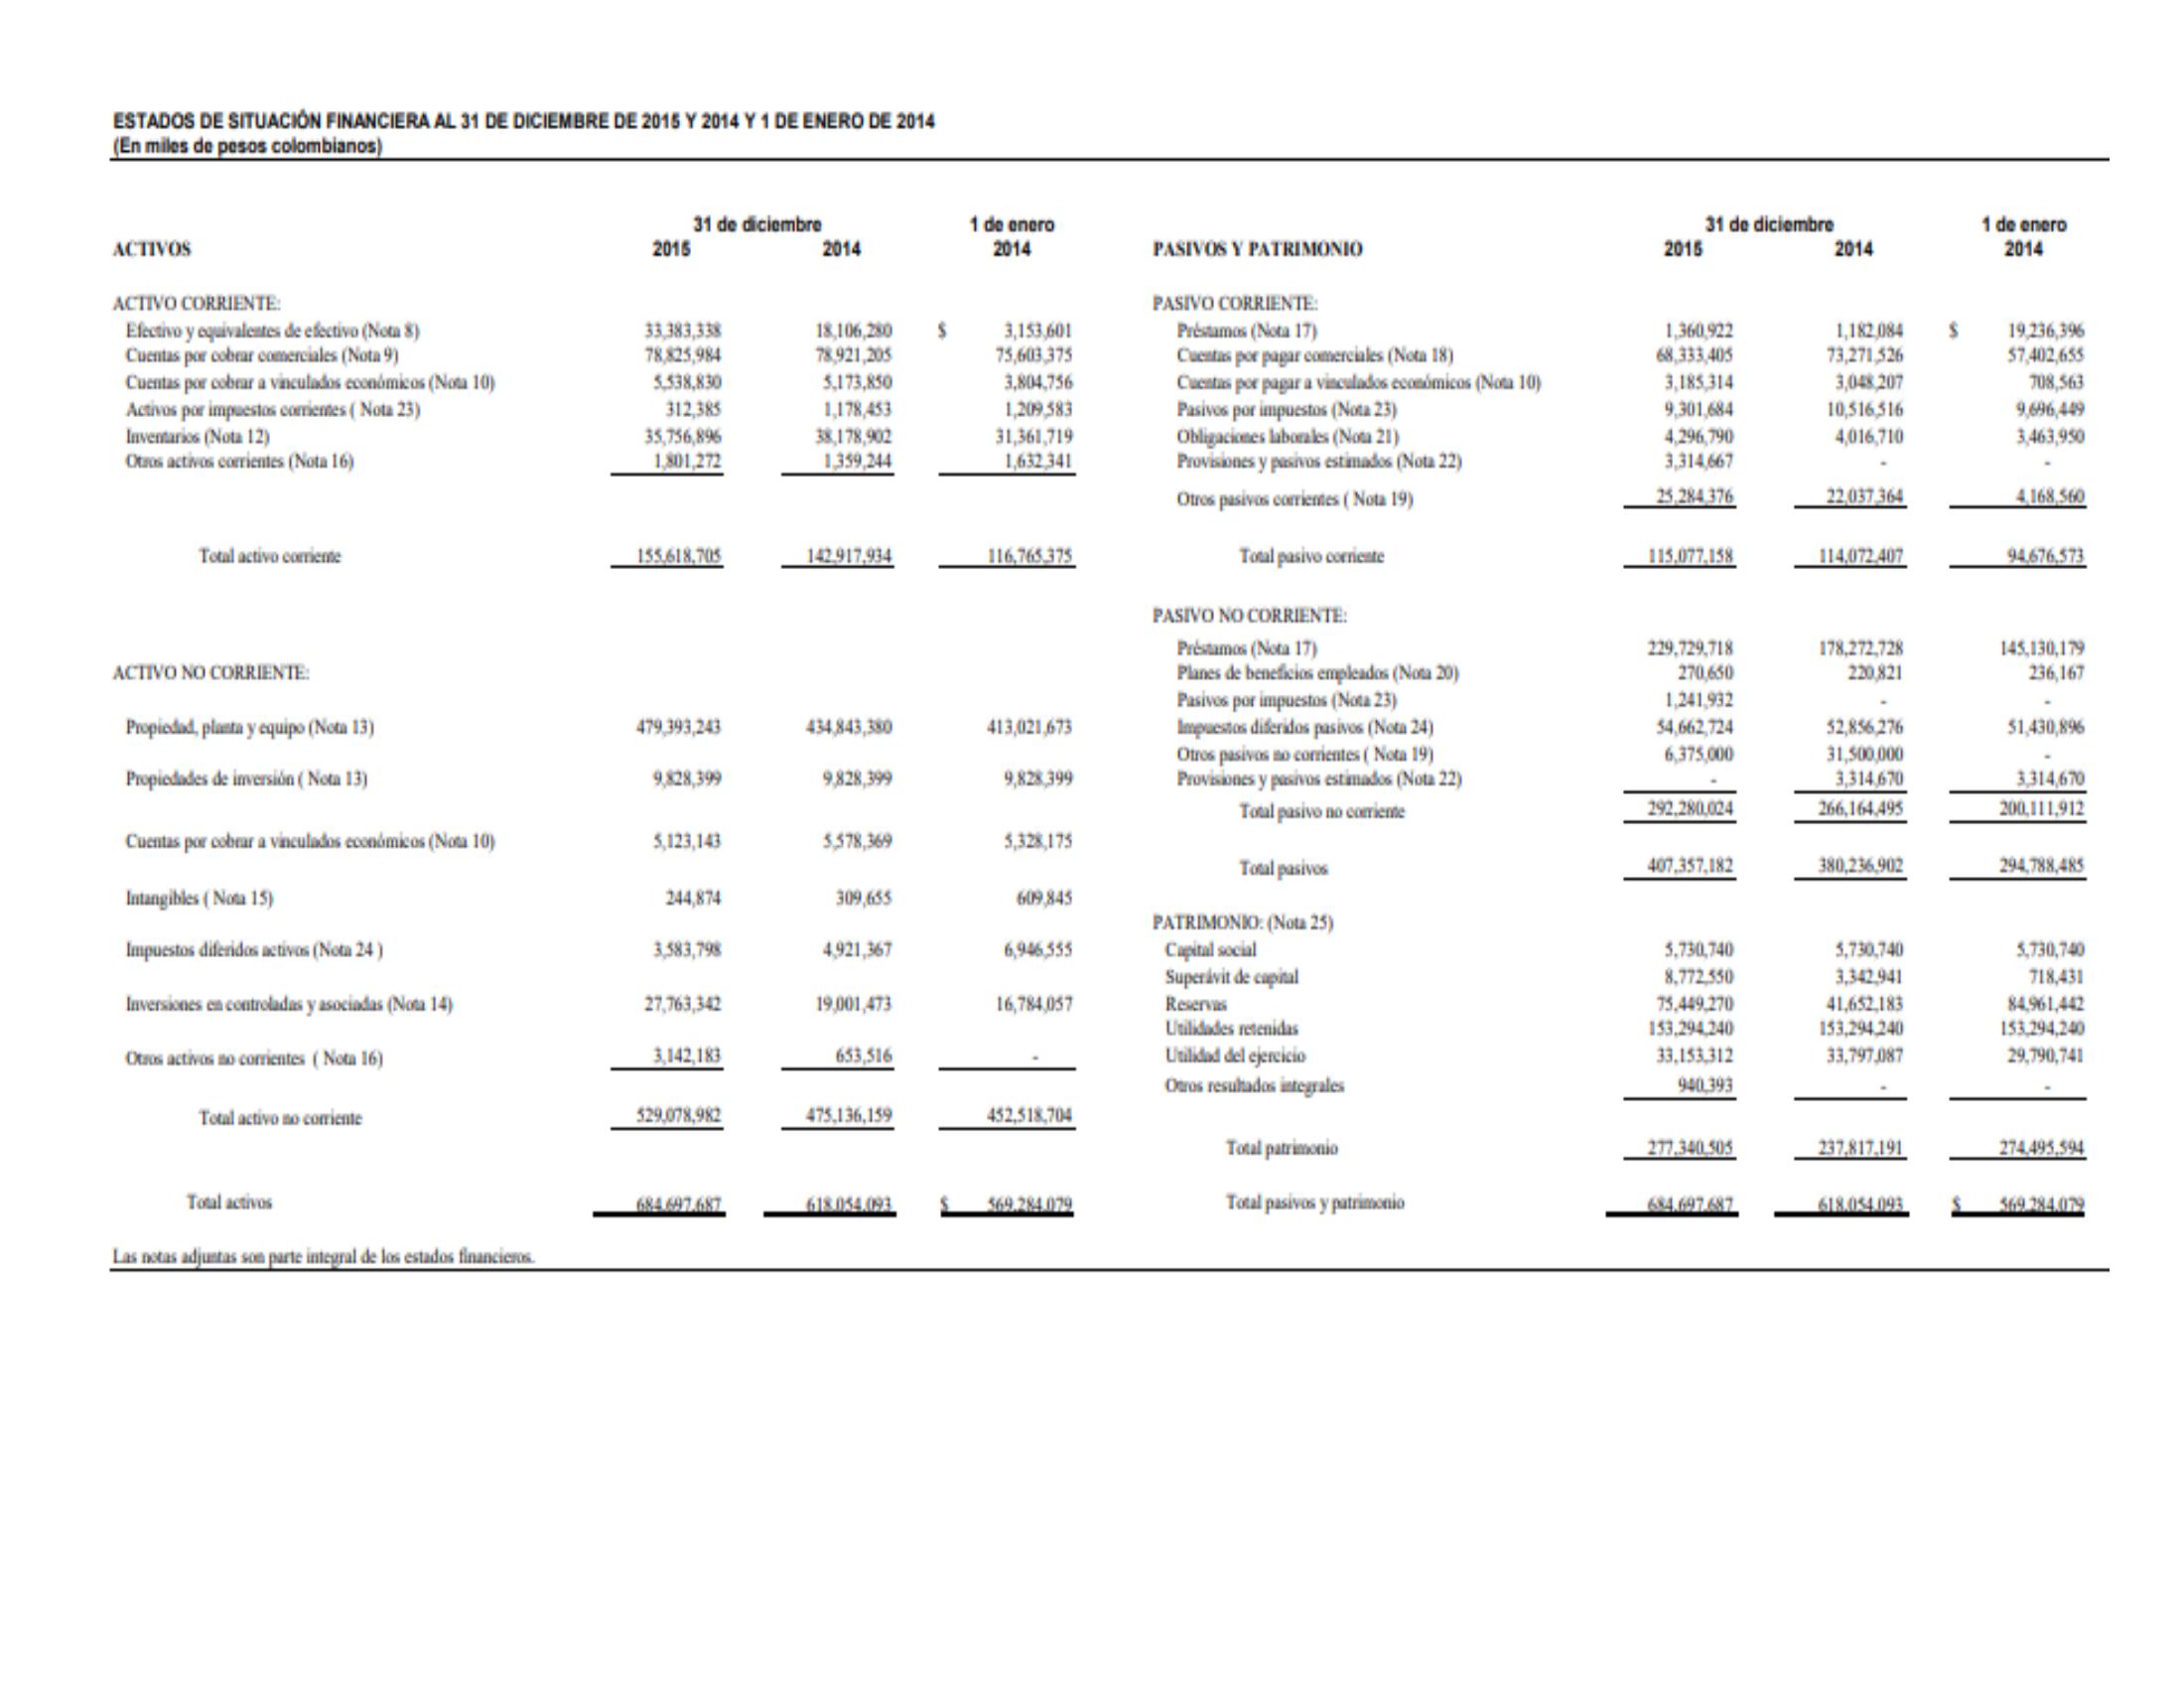 ESTADOS DE SITUACIÓN FINANCIERA AL 31 DE DICIEMBRE DE 2015 Y 2014 Y 1 DE ENERO DE 2014
(En miles de pesos colombianos)
31 de diciembre 1 de enero
ACTIVOS 2015 2014 2014
ACTIVO CORRIENTE:
Efectivo y equivalentes de efectivo (Nota 8) 33,383,338 18,106,280 $ 3,153,601
Cuentas por cobrar comerciales (Nota 9) 78,825,984 78,921,205 75,603,375
Cuentas por cobrar a vinculados económicos (Nota 10) 5,538,830 5,173,850 3,804,756
Activos por impuestos corrientes ( Nota 23) 312,385 1,178,453 1,209,583
Inventarios (Nota 12) 35,756,896 38,178,902 31,361,719
Otros activos corrientes (Nota 16) 1,801,272 1,359,244 1,632,341
Total activo corriente 155,618,705 142,917,934 116,765,375
ACTIVO NO CORRIENTE:
Propiedad, planta y equipo (Nota 13) 479,393,243 434,843,380 413,021,673
Propiedades de inversión ( Nota 13) 9,828,399 9,828,399 9,828,399
Cuentas por cobrar a vinculados económicos (Nota 10) 5,123,143 5,578,369 5,328,175
Intangibles ( Nota 15) 244,874 309,655 609,845
Impuestos diferidos activos (Nota 24 ) 3,583,798 4,921,367 6,946,555
Inversiones en controladas y asociadas (Nota 14) 27,763,342 19,001,473 16,784,057
Otros activos no corrientes ( Nota 16) 3,142,183 653,516 -
Total activo no corriente 529,078,982 475,136,159 452,518,704
Total activos 684,697,687 618,054,093 $ 569,284,079
31 de diciembre 1 de enero
PASIVOS Y PATRIMONIO 2015 2014 2014
PASIVO CORRIENTE:
Préstamos (Nota 17) 1,360,922 1,182,084 $ 19,236,396
Cuentas por pagar comerciales (Nota 18) 68,333,405 73,271,526 57,402,655
Cuentas por pagar a vinculados económicos (Nota 10) 3,185,314 3,048,207 708,563
Pasivos por impuestos (Nota 23) 9,301,684 10,516,516 9,696,449
Obligaciones laborales (Nota 21) 4,296,790 4,016,710 3,463,950
Provisiones y pasivos estimados (Nota 22) 3,314,667 - -
Otros pasivos corrientes ( Nota 19) 25,284,376 22,037,364 4,168,560
Total pasivo corriente 115,077,158 114,072,407 94,676,573
PASIVO NO CORRIENTE:
Préstamos (Nota 17) 229,729,718 178,272,728 145,130,179
Planes de beneficios empleados (Nota 20) 270,650 220,821 236,167
Pasivos por impuestos (Nota 23) 1,241,932 - -
Impuestos diferidos pasivos (Nota 24) 54,662,724 52,856,276 51,430,896
Otros pasivos no corrientes ( Nota 19) 6,375,000 31,500,000 -
Provisiones y pasivos estimados (Nota 22) - 3,314,670 3,314,670
Total pasivo no corriente 292,280,024 266,164,495 200,111,912
Total pasivos 407,357,182 380,236,902 294,788,485
PATRIMONIO: (Nota 25)
Capital social 5,730,740 5,730,740 5,730,740
Superávit de capital 8,772,550 3,342,941 718,431
Reservas 75,449,270 41,652,183 84,961,442
Utilidades retenidas 153,294,240 153,294,240 153,294,240
Utilidad del ejercicio 33,153,312 33,797,087 29,790,741
Otros resultados integrales 940,393 - -
Total patrimonio 277,340,505 237,817,191 274,495,594
Total pasivos y patrimonio 684,697,687 618,054,093 $ 569,284,079
Las notas adjuntas son parte integral de los estados financieros.